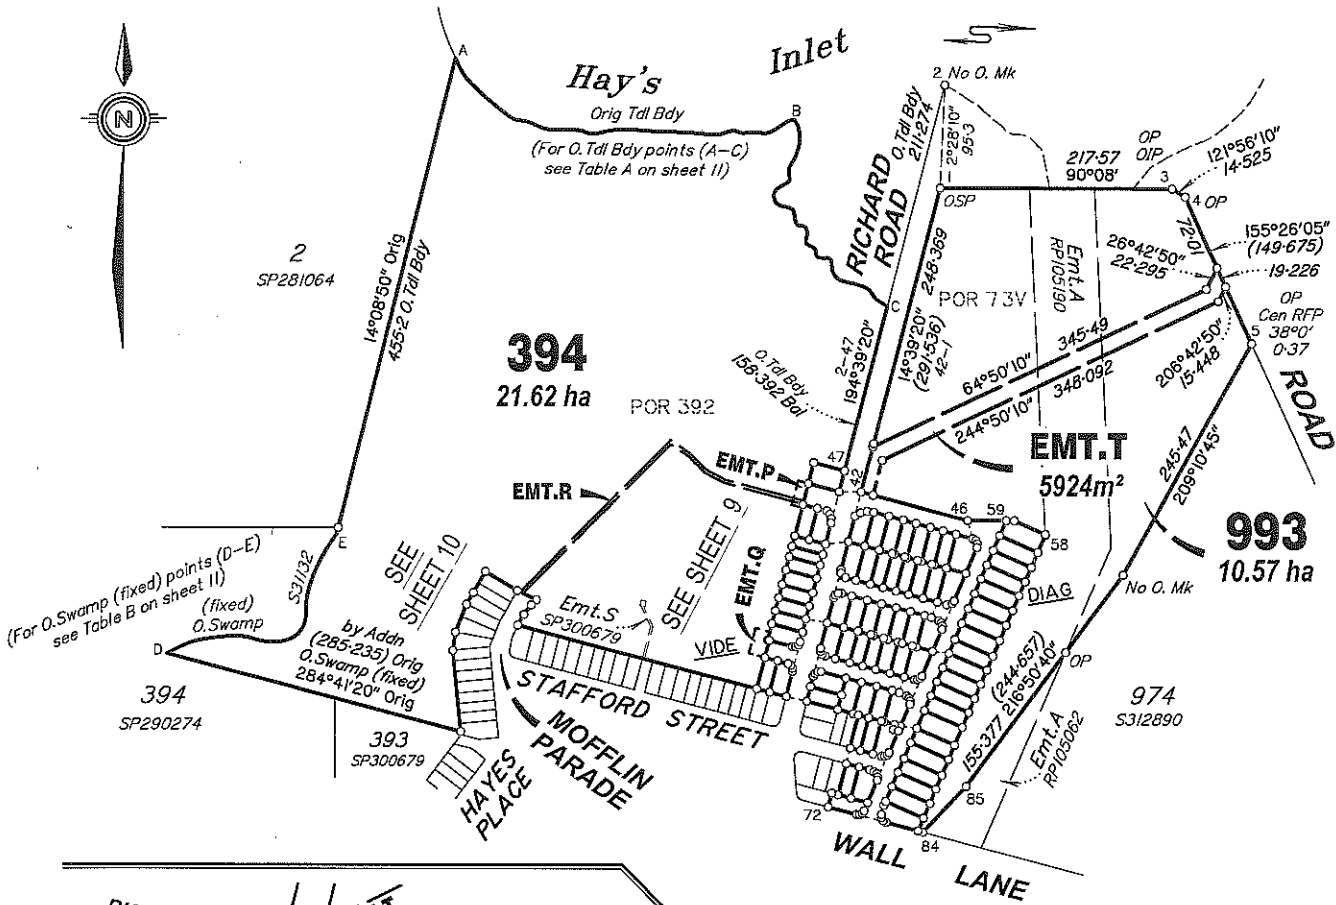 A
Hay's
Inlet
Orig Tdl Bdy
(For O.Tdl Bdy points (A-C)
see Table A on sheet 11)
B
N
2
SP281064
14°08'50" Orig
455·2 O.Tdl Bdy
394
21.62 ha
POR 392
RICHARD
ROAD
O.Tdl Bdy
211·274
2 No O. Mk
2°28'10"
95·3
OSP
217·57
90°08'
OP
OIP
3
121°56'10"
14·525
4 OP
72·01
155°26'05"
(149·675)
26°42'50"
22·295
19·226
OP
Cen RFP
38°0'
0·37
5
ROAD
206°42'50"
15·448
Emt.A
RP105190
POR 73V
248·369
14°39'20"
(291·536)
42-1
C
2-47
194°39'20"
O.Tdl Bdy
158·392 Bal
345·49
64°50'10"
348·092
244°50'10"
EMT.T
5924m²
245·47
209°10'45"
993
10.57 ha
No O. Mk
47
42
EMT.P
EMT.R
46
59
58
SEE SHEET 9
EMT.Q
DIAG
VIDE
E
S31132
(For O.Swamp (fixed) points (D-E)
see Table B on sheet 11)
(fixed)
O.Swamp
D
SEE
SHEET 10
by Addn
(285·235) Orig
O.Swamp (fixed)
284°41'20" Orig
394
SP290274
393
SP300679
Emt.S
SP300679
STAFFORD STREET
MOFFLIN
PARADE
HAYES
PLACE
OP
(244·657)
155·377 216°50'40"
974
S312890
Emt.A
RP105062
85
72
84
WALL LANE